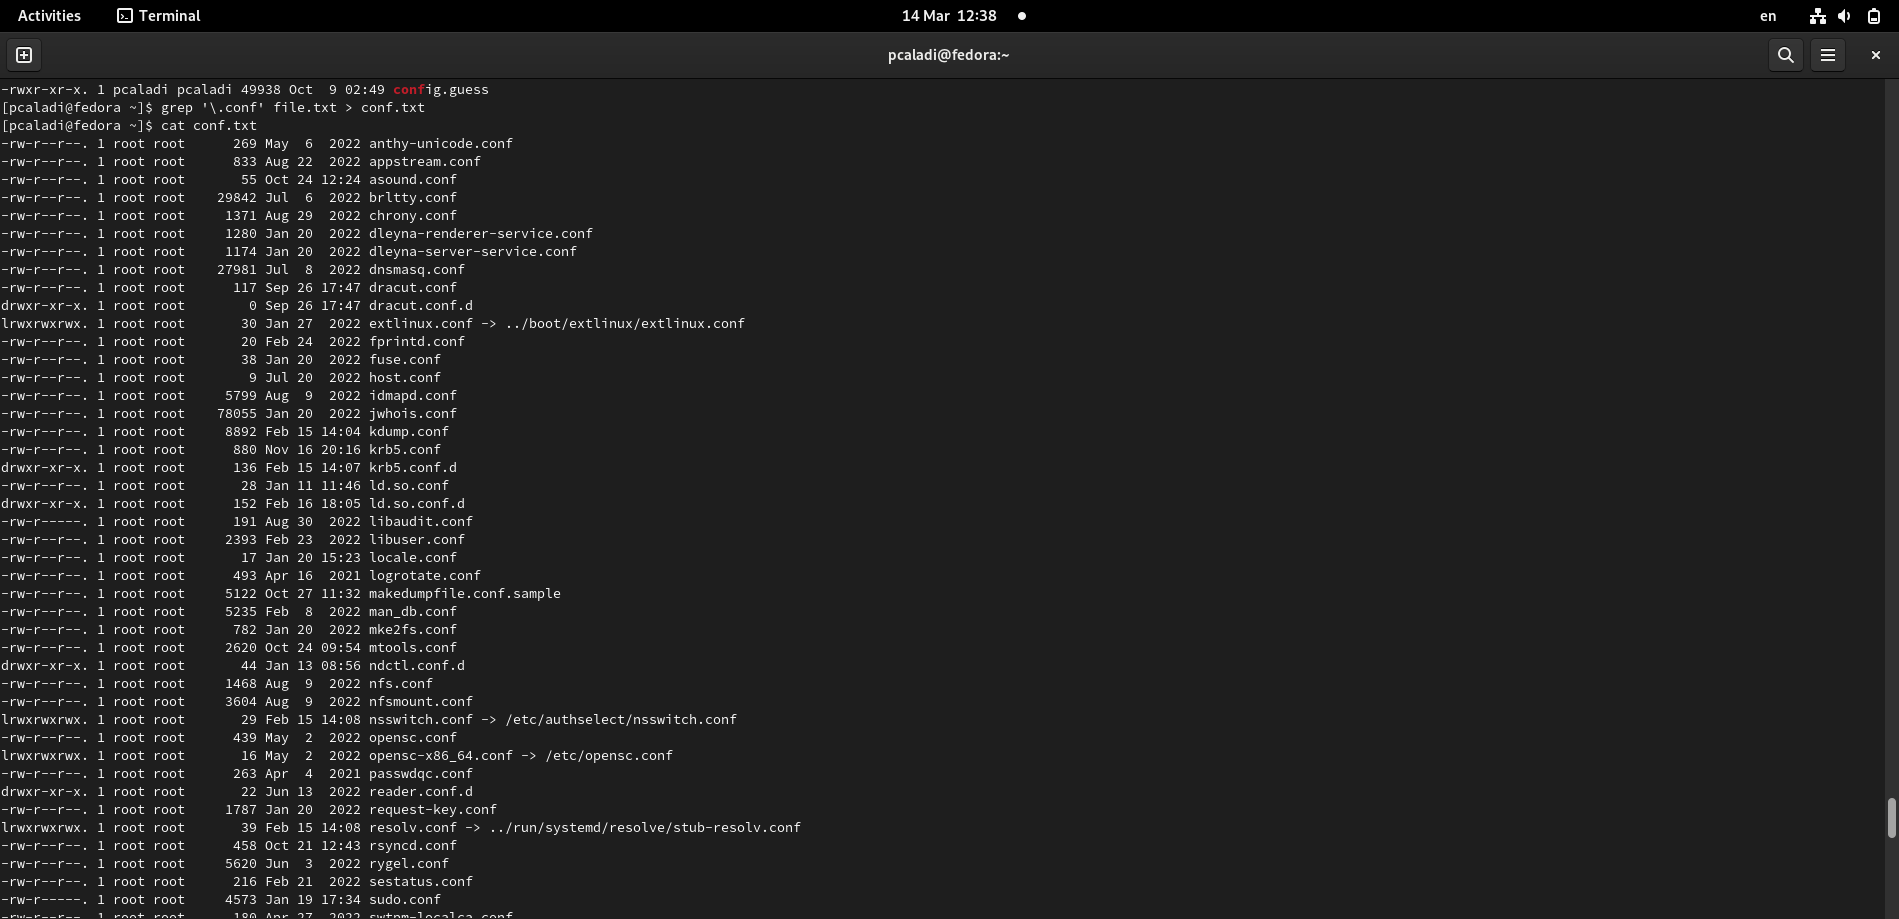 Activities Terminal 14 Mar 12:38 en
pcaladi@fedora:~
-rwxr-xr-x. 1 pcaladi pcaladi 49938 Oct  9 02:49 config.guess
[pcaladi@fedora ~]$ grep '\.conf' file.txt > conf.txt
[pcaladi@fedora ~]$ cat conf.txt
-rw-r--r--. 1 root root      269 May  6  2022 anthy-unicode.conf
-rw-r--r--. 1 root root      833 Aug 22  2022 appstream.conf
-rw-r--r--. 1 root root       55 Oct 24 12:24 asound.conf
-rw-r--r--. 1 root root    29842 Jul  6  2022 brltty.conf
-rw-r--r--. 1 root root     1371 Aug 29  2022 chrony.conf
-rw-r--r--. 1 root root     1280 Jan 20  2022 dleyna-renderer-service.conf
-rw-r--r--. 1 root root     1174 Jan 20  2022 dleyna-server-service.conf
-rw-r--r--. 1 root root    27981 Jul  8  2022 dnsmasq.conf
-rw-r--r--. 1 root root      117 Sep 26 17:47 dracut.conf
drwxr-xr-x. 1 root root        0 Sep 26 17:47 dracut.conf.d
lrwxrwxrwx. 1 root root       30 Jan 27  2022 extlinux.conf -> ../boot/extlinux/extlinux.conf
-rw-r--r--. 1 root root       20 Feb 24  2022 fprintd.conf
-rw-r--r--. 1 root root       38 Jan 20  2022 fuse.conf
-rw-r--r--. 1 root root        9 Jul 20  2022 host.conf
-rw-r--r--. 1 root root     5799 Aug  9  2022 idmapd.conf
-rw-r--r--. 1 root root    78055 Jan 20  2022 jwhois.conf
-rw-r--r--. 1 root root     8892 Feb 15 14:04 kdump.conf
-rw-r--r--. 1 root root      880 Nov 16 20:16 krb5.conf
drwxr-xr-x. 1 root root      136 Feb 15 14:07 krb5.conf.d
-rw-r--r--. 1 root root       28 Jan 11 11:46 ld.so.conf
drwxr-xr-x. 1 root root      152 Feb 16 18:05 ld.so.conf.d
-rw-r-----. 1 root root      191 Aug 30  2022 libaudit.conf
-rw-r--r--. 1 root root     2393 Feb 23  2022 libuser.conf
-rw-r--r--. 1 root root       17 Jan 20 15:23 locale.conf
-rw-r--r--. 1 root root      493 Apr 16  2021 logrotate.conf
-rw-r--r--. 1 root root     5122 Oct 27 11:32 makedumpfile.conf.sample
-rw-r--r--. 1 root root     5235 Feb  8  2022 man_db.conf
-rw-r--r--. 1 root root      782 Jan 20  2022 mke2fs.conf
-rw-r--r--. 1 root root     2620 Oct 24 09:54 mtools.conf
drwxr-xr-x. 1 root root       44 Jan 13 08:56 ndctl.conf.d
-rw-r--r--. 1 root root     1468 Aug  9  2022 nfs.conf
-rw-r--r--. 1 root root     3604 Aug  9  2022 nfsmount.conf
lrwxrwxrwx. 1 root root       29 Feb 15 14:08 nsswitch.conf -> /etc/authselect/nsswitch.conf
-rw-r--r--. 1 root root      439 May  2  2022 opensc.conf
lrwxrwxrwx. 1 root root       16 May  2  2022 opensc-x86_64.conf -> /etc/opensc.conf
-rw-r--r--. 1 root root      263 Apr  4  2021 passwdqc.conf
drwxr-xr-x. 1 root root       22 Jun 13  2022 reader.conf.d
-rw-r--r--. 1 root root     1787 Jan 20  2022 request-key.conf
lrwxrwxrwx. 1 root root       39 Feb 15 14:08 resolv.conf -> ../run/systemd/resolve/stub-resolv.conf
-rw-r--r--. 1 root root      458 Oct 21 12:43 rsyncd.conf
-rw-r--r--. 1 root root     5620 Jun  3  2022 rygel.conf
-rw-r--r--. 1 root root      216 Feb 21  2022 sestatus.conf
-rw-r-----. 1 root root     4573 Jan 19 17:34 sudo.conf
-rw-r--r--. 1 root root      180 Apr 27  2022 swtpm-localca.conf